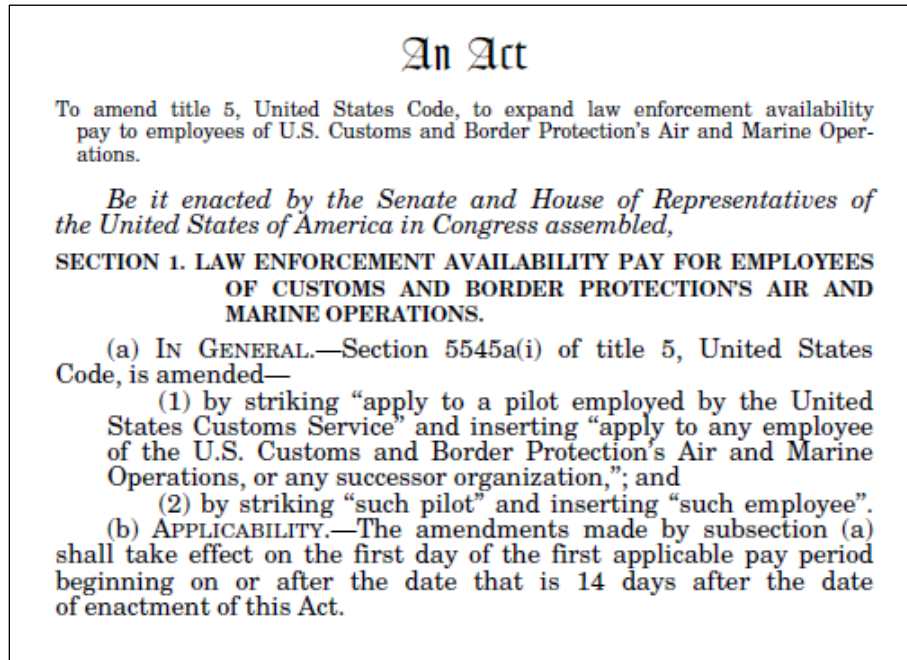 An Act
To amend title 5, United States Code, to expand law enforcement availability
pay to employees of U.S. Customs and Border Protection's Air and Marine Oper-
ations.
Be it enacted by the Senate and House of Representatives of
the United States of America in Congress assembled,
SECTION 1. LAW ENFORCEMENT AVAILABILITY PAY FOR EMPLOYEES
OF CUSTOMS AND BORDER PROTECTION'S AIR AND
MARINE OPERATIONS.
(a) IN GENERAL.—Section 5545a(i) of title 5, United States
Code, is amended—
(1) by striking “apply to a pilot employed by the United
States Customs Service” and inserting “apply to any employee
of the U.S. Customs and Border Protection's Air and Marine
Operations, or any successor organization,”; and
(2) by striking “such pilot” and inserting “such employee”.
(b) APPLICABILITY.—The amendments made by subsection (a)
shall take effect on the first day of the first applicable pay period
beginning on or after the date that is 14 days after the date
of enactment of this Act.